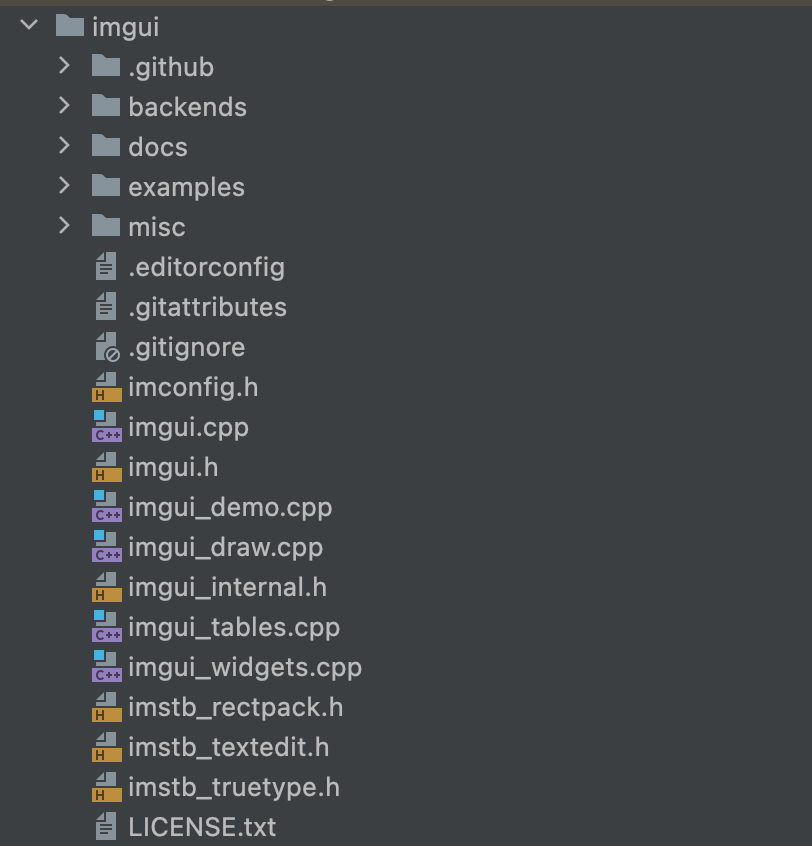 imgui
.github
backends
docs
examples
misc
.editorconfig
.gitattributes
.gitignore
H imconfig.h
C++ imgui.cpp
H imgui.h
C++ imgui_demo.cpp
C++ imgui_draw.cpp
H imgui_internal.h
C++ imgui_tables.cpp
C++ imgui_widgets.cpp
H imstb_rectpack.h
H imstb_textedit.h
H imstb_truetype.h
LICENSE.txt